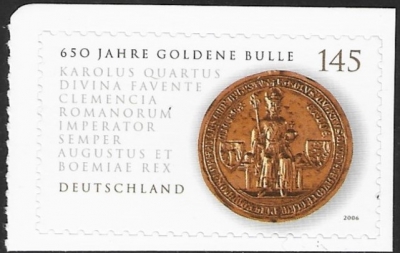 650 JAHRE GOLDENE BULLE
145
KAROLUS QUARTUS
DIVINA FAVENTE
CLEMENCIA
ROMANORUM
IMPERATOR
SEMPER
AUGUSTUS ET
BOEMIAE REX
DEUTSCHLAND
2006